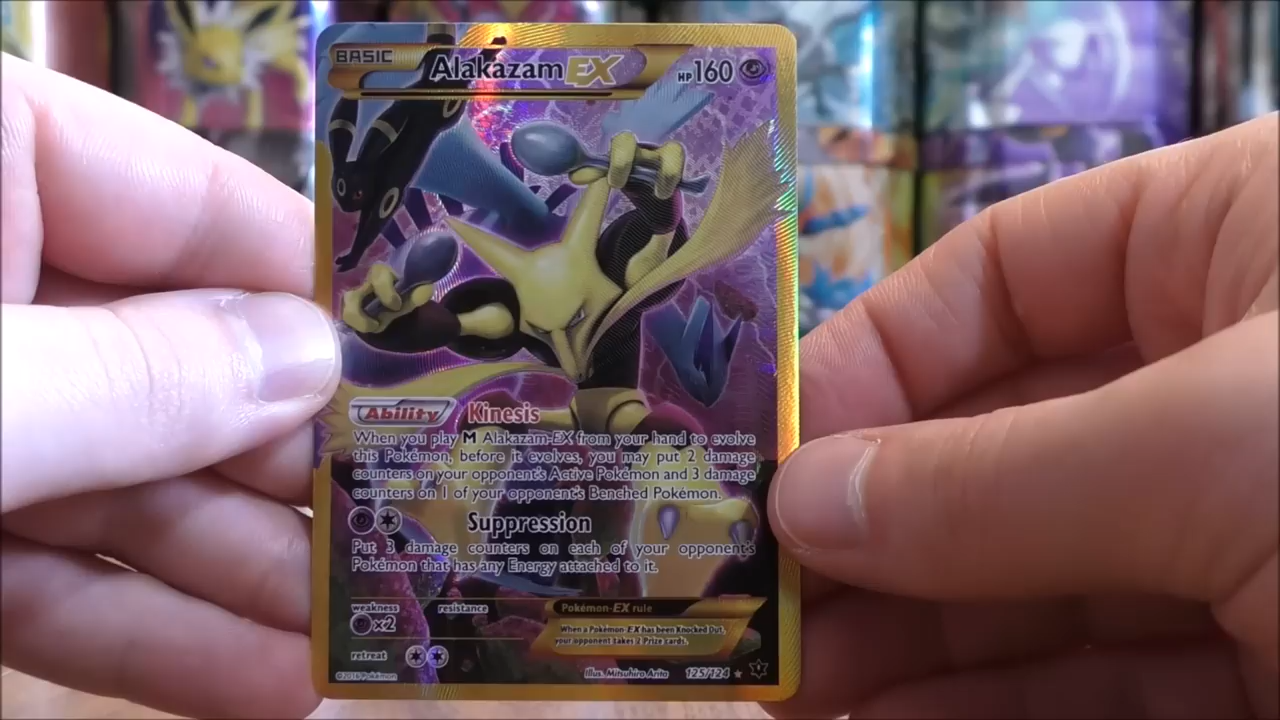 BASIC Alakazam EX HP160
Ability Kinesis
When you play M Alakazam-EX from your hand to evolve
this Pokémon, before it evolves, you may put 2 damage
counters on your opponent's Active Pokémon and 3 damage
counters on 1 of your opponent's Benched Pokémon.
Suppression
Put 3 damage counters on each of your opponent's
Pokémon that has any Energy attached to it.
weakness resistance
×2
retreat
Pokémon-EX rule
When a Pokémon-EX has been Knocked Out,
your opponent takes 2 Prize cards.
©2016 Pokémon
Illus. Mitsuhiro Arita 125/124